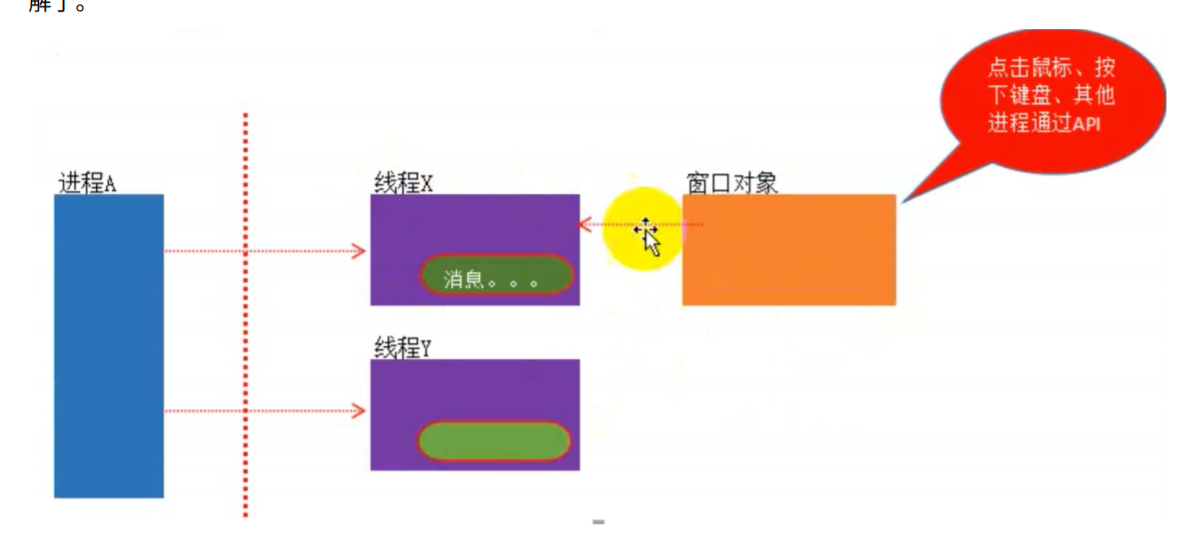 解了。
点击鼠标、按
下键盘、其他
进程通过API
进程A
线程X
窗口对象
消息。。。
线程Y